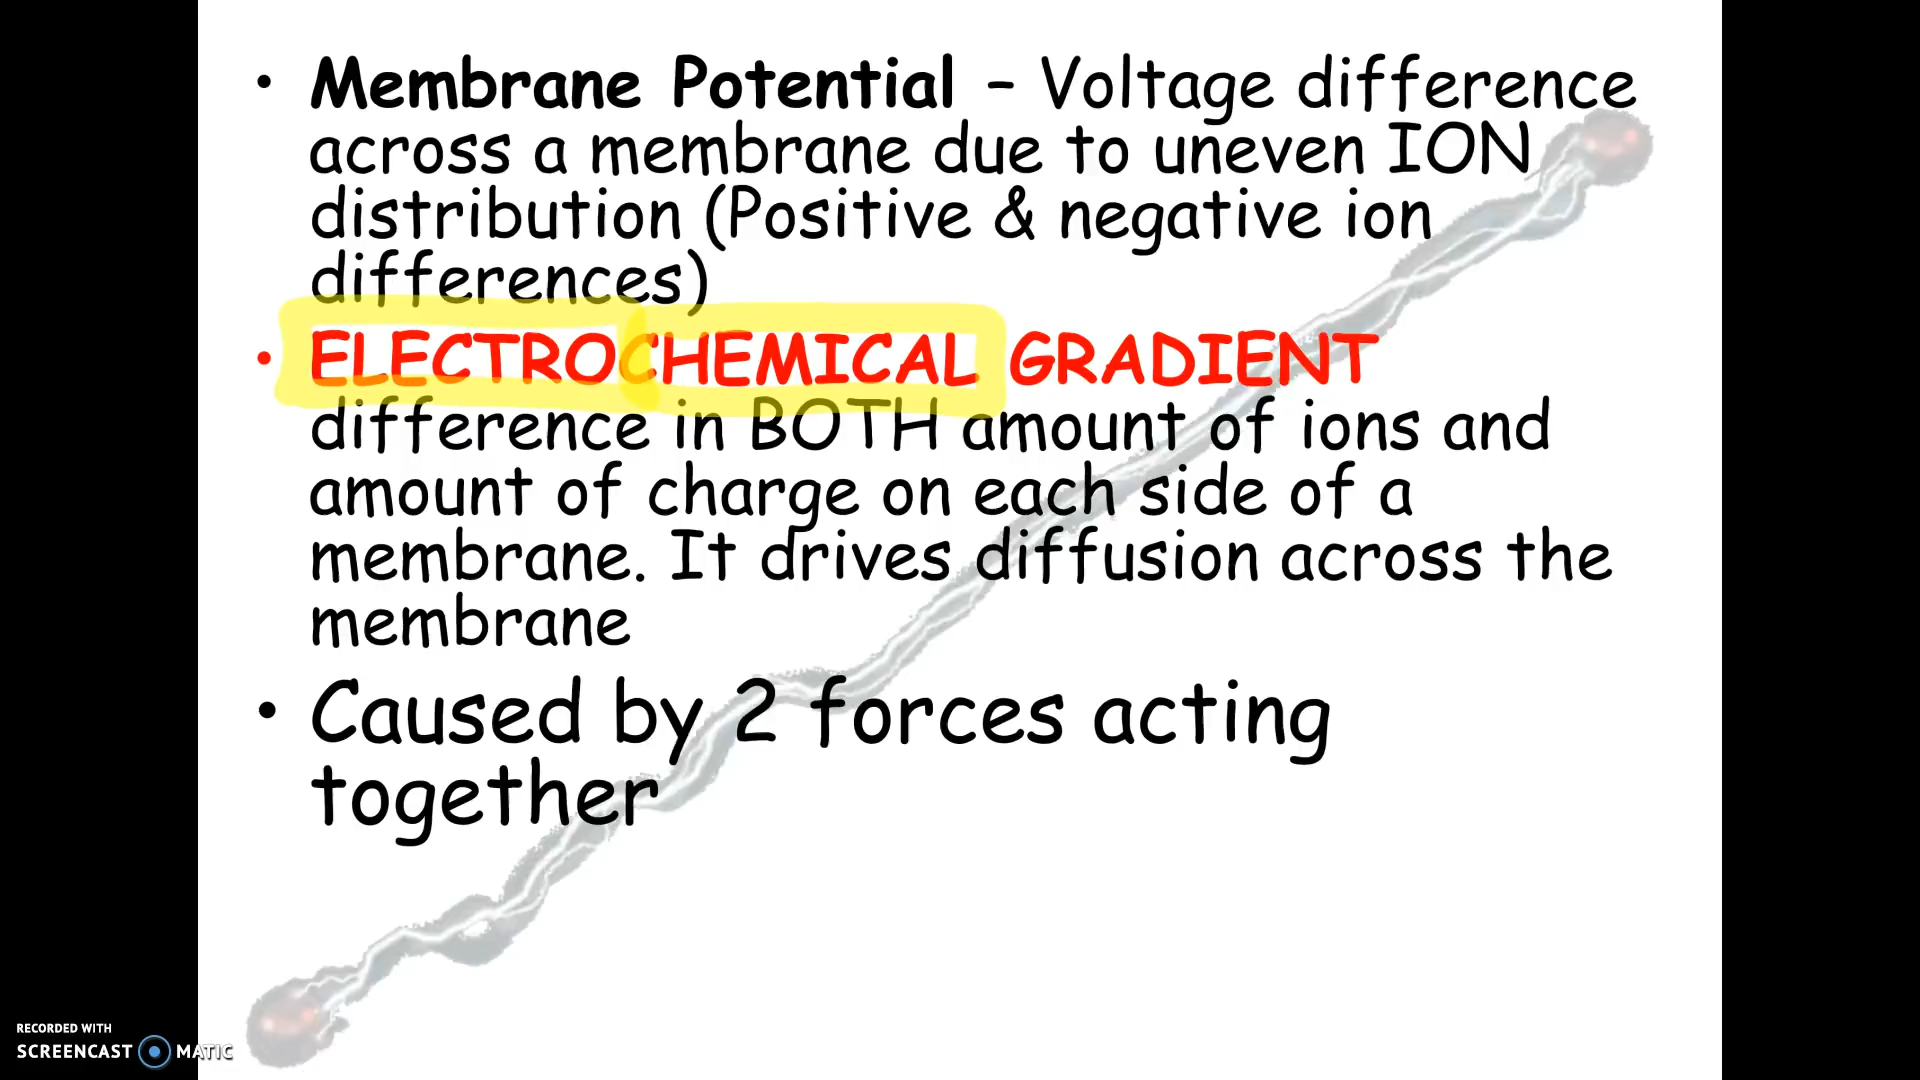 • Membrane Potential – Voltage difference
across a membrane due to uneven ION
distribution (Positive & negative ion
differences)
• ELECTROCHEMICAL GRADIENT
difference in BOTH amount of ions and
amount of charge on each side of a
membrane. It drives diffusion across the
membrane
• Caused by 2 forces acting
together
RECORDED WITH
SCREENCAST MATIC